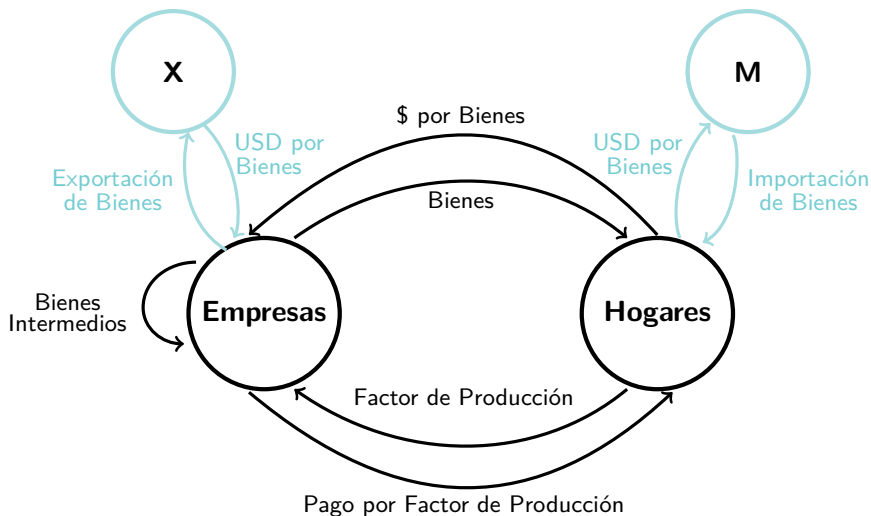 X
M
$ por Bienes
USD por
Bienes
USD por
Bienes
Exportación
de Bienes
Importación
de Bienes
Bienes
Bienes
Intermedios
Empresas
Hogares
Factor de Producción
Pago por Factor de Producción